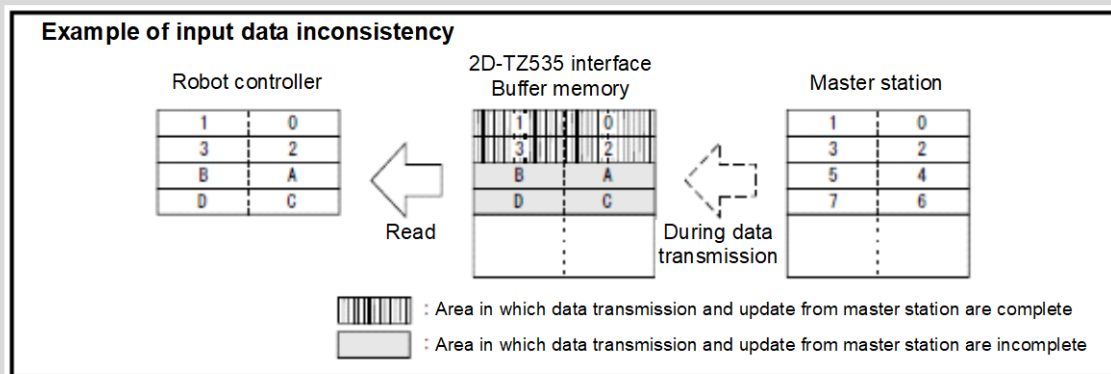 Example of input data inconsistency
Robot controller
2D-TZ535 interface
Buffer memory
Master station
1 0
3 2
B A
D C
1 0
3 2
B A
D C
1 0
3 2
5 4
7 6
Read
During data
transmission
: Area in which data transmission and update from master station are complete
: Area in which data transmission and update from master station are incomplete